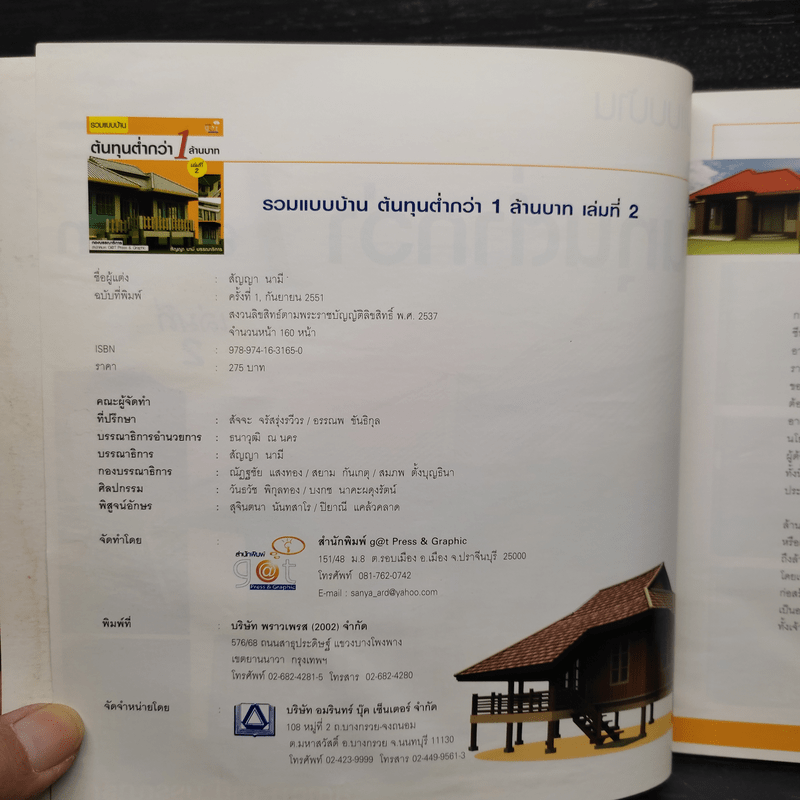 รวมแบบบ้าน
ต้นทุนต่ำกว่า 1 ล้านบาท
เล่มที่ 2
สัญญา นามี บรรณาธิการ
รวมแบบบ้าน ต้นทุนต่ำกว่า 1 ล้านบาท เล่มที่ 2
ชื่อผู้แต่ง : สัญญา นามี
ฉบับที่พิมพ์ : ครั้งที่ 1, กันยายน 2551
สงวนลิขสิทธ์ตามพระราชบัญญัติลิขสิทธิ์ พ.ศ. 2537
จำนวนหน้า 160 หน้า
ISBN : 978-974-16-3165-0
ราคา : 275 บาท
คณะผู้จัดทำ
ที่ปรึกษา : สัจจะ จรัสรุ่งรวีวร / อรรณพ ขันธิกุล
บรรณาธิการอำนวยการ : ธนาวุฒิ ณ นคร
บรรณาธิการ : สัญญา นามี
กองบรรณาธิการ : ณัฏฐชัย แสงทอง / สยาม กันเกตุ / สมภพ ตั้งบุญธินา
ศิลปกรรม : วันธวัช พิกุลทอง / บงกช นาคะผดุงรัตน์
พิสูจน์อักษร : สุจินตนา นันทสาโร / ปิยาณี แคล้วคลาด
จัดทำโดย : สำนักพิมพ์ g@t Press & Graphic
สำนักพิมพ์
g@t
Press & Graphic
151/48 ม.8 ต.รอบเมือง อ.เมือง จ.ปราจีนบุรี 25000
โทรศัพท์ 081-762-0742
E-mail : sanya_ard@yahoo.com
พิมพ์ที่ : บริษัท พราวเพรส (2002) จำกัด
576/68 ถนนสาธุประดิษฐ์ แขวงบางโพงพาง
เขตยานนาวา กรุงเทพฯ
โทรศัพท์ 02-682-4281-5 โทรสาร 02-682-4280
จัดจำหน่ายโดย : บริษัท อมรินทร์ บุ๊ค เซ็นเตอร์ จำกัด
108 หมู่ที่ 2 ถ.บางกรวย-จงถนอม
ต.มหาสวัสดิ์ อ.บางกรวย จ.นนทบุรี 11130
โทรศัพท์ 02-423-9999 โทรสาร 02-449-9561-3